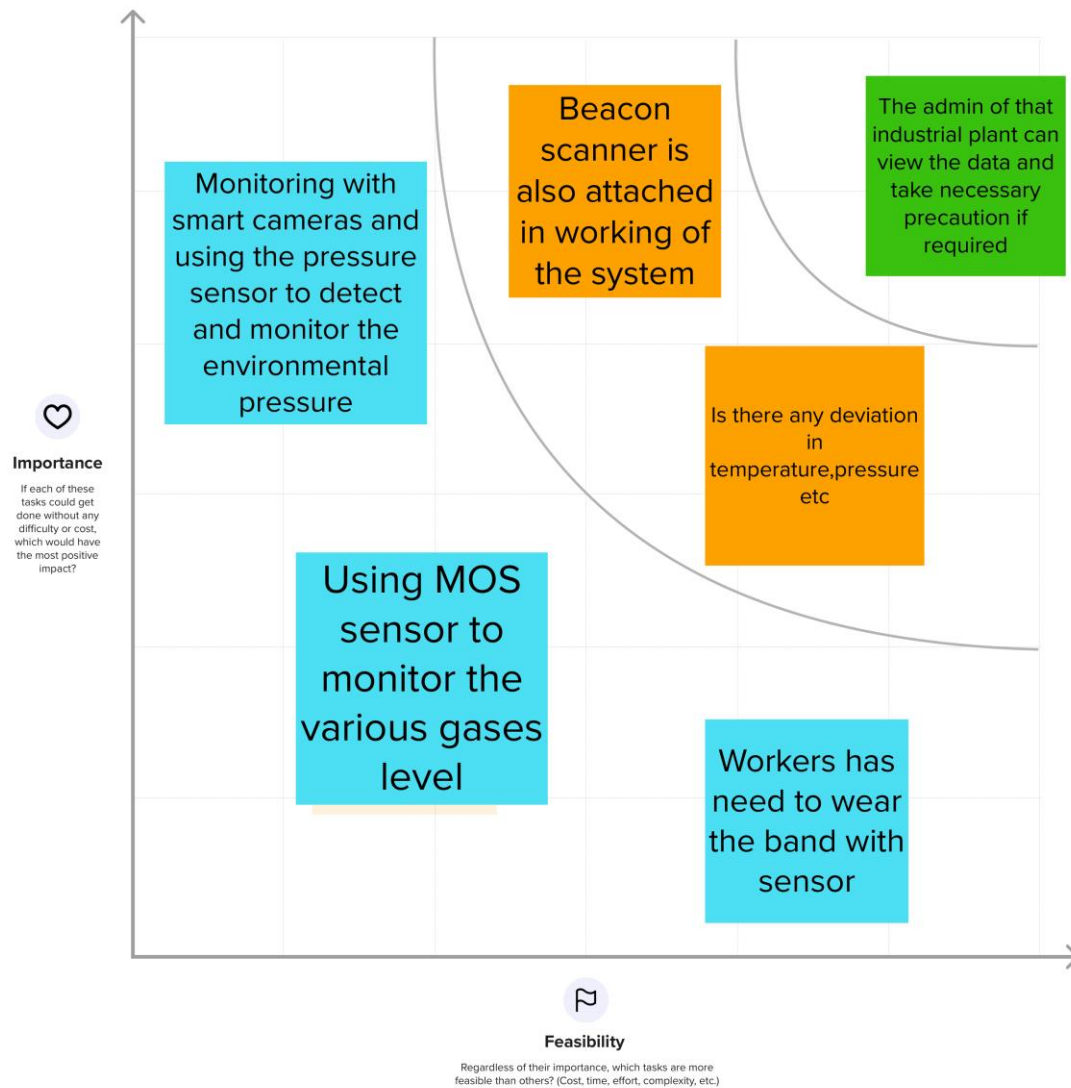 Beacon
scanner is
also attached
in working of
the system
The admin of that
industrial plant can
view the data and
take necessary
precaution if
required
Monitoring with
smart cameras and
using the pressure
sensor to detect
and monitor the
environmental
pressure
Is there any deviation
in
temperature,pressure
etc
Importance
If each of these
tasks could get
done without any
difficulty or cost,
which would have
the most positive
impact?
Using MOS
sensor to
monitor the
various gases
level
Workers has
need to wear
the band with
sensor
Feasibility
Regardless of their importance, which tasks are more
feasible than others? (Cost, time, effort, complexity, etc.)